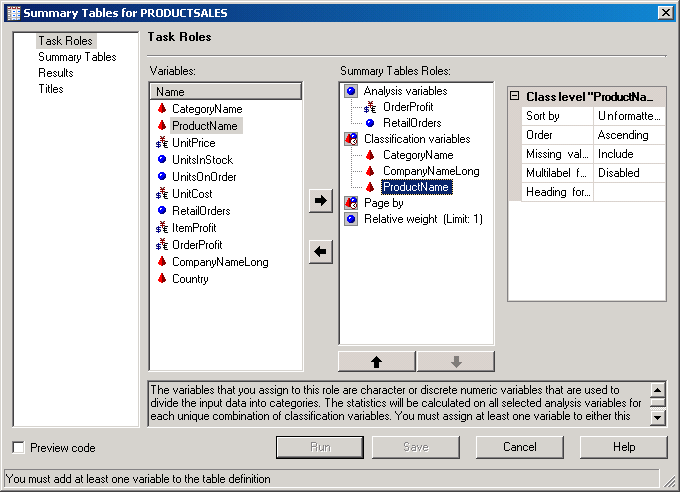 Summary Tables for PRODUCTSALES
Task Roles
Summary Tables
Results
Titles
Task Roles
Variables:
Name
CategoryName
ProductName
UnitPrice
UnitsInStock
UnitsOnOrder
UnitCost
RetailOrders
ItemProfit
OrderProfit
CompanyNameLong
Country
Summary Tables Roles:
Analysis variables
OrderProfit
RetailOrders
Classification variables
CategoryName
CompanyNameLong
ProductName
Page by
Relative weight (Limit: 1)
Class level "ProductNa...
Sort by Unformatte...
Order Ascending
Missing val... Include
Multilabel f... Disabled
Heading for...
The variables that you assign to this role are character or discrete numeric variables that are used to
divide the input data into categories. The statistics will be calculated on all selected analysis variables for
each unique combination of classification variables. You must assign at least one variable to either this
Preview code
Run
Save
Cancel
Help
You must add at least one variable to the table definition